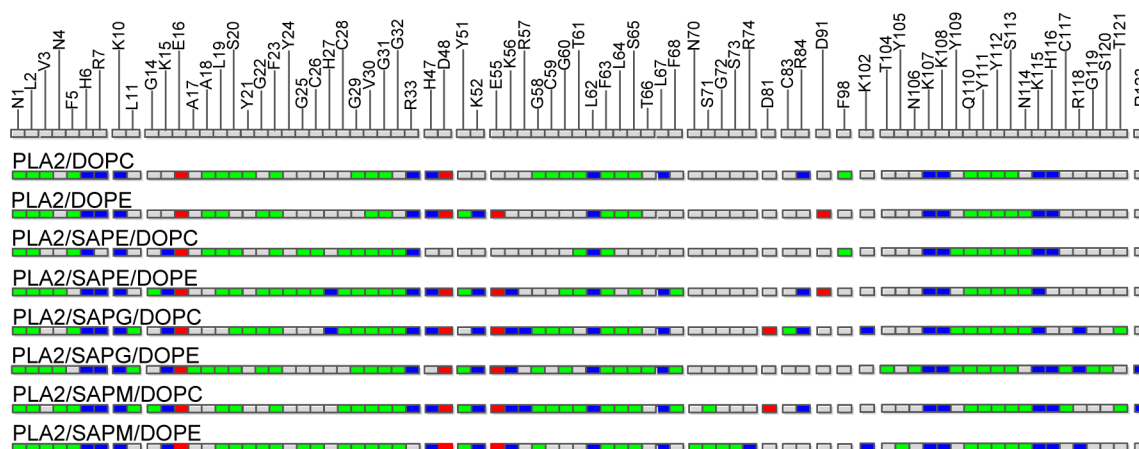 N1 L2 V3 N4 F5 H6 R7 K10 L11 G14 K15 E16 A17 A18 L19 S20 Y21 G22 F23 Y24 G25 C26 H27 C28 G29 V30 G31 G32 R33 H47 D48 Y51 K52 E55 K56 R57 G58 C59 G60 T61 L62 F63 L64 S65 T66 L67 F68 N70 S71 G72 S73 R74 D81 C83 R84 D91 F98 K102 T104 Y105 N106 K107 K108 Y109 Q110 Y111 Y112 S113 N114 K115 H116 C117 R118 G119 S120 T121
PLA2/DOPC
PLA2/DOPE
PLA2/SAPE/DOPC
PLA2/SAPE/DOPE
PLA2/SAPG/DOPC
PLA2/SAPG/DOPE
PLA2/SAPM/DOPC
PLA2/SAPM/DOPE